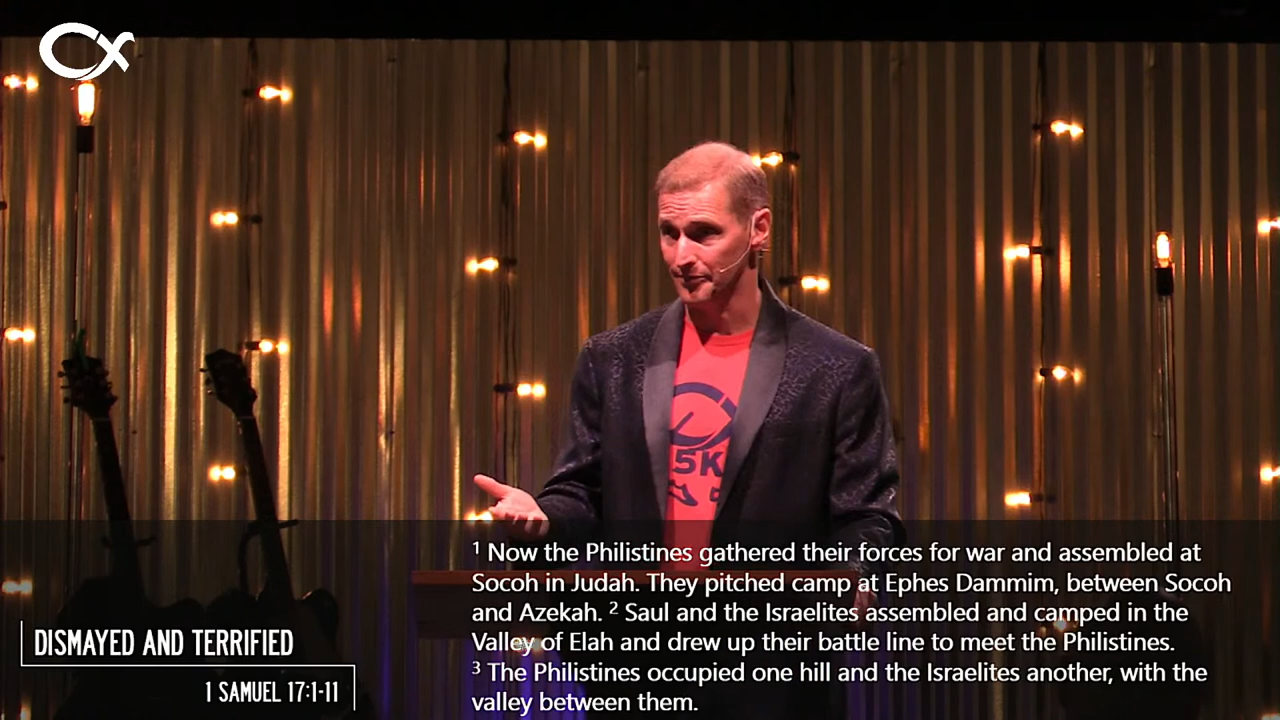 CX
5K
¹ Now the Philistines gathered their forces for war and assembled at
Socoh in Judah. They pitched camp at Ephes Dammim, between Socoh
and Azekah. ² Saul and the Israelites assembled and camped in the
Valley of Elah and drew up their battle line to meet the Philistines.
³ The Philistines occupied one hill and the Israelites another, with the
valley between them.
DISMAYED AND TERRIFIED
1 SAMUEL 17:1-11